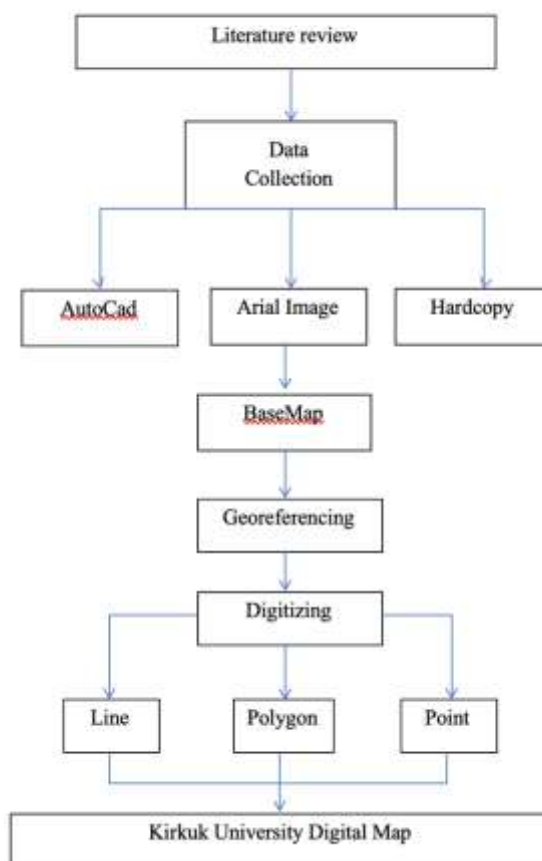 Literature review
Data
Collection
AutoCad
Arial Image
Hardcopy
BaseMap
Georeferencing
Digitizing
Line
Polygon
Point
Kirkuk University Digital Map